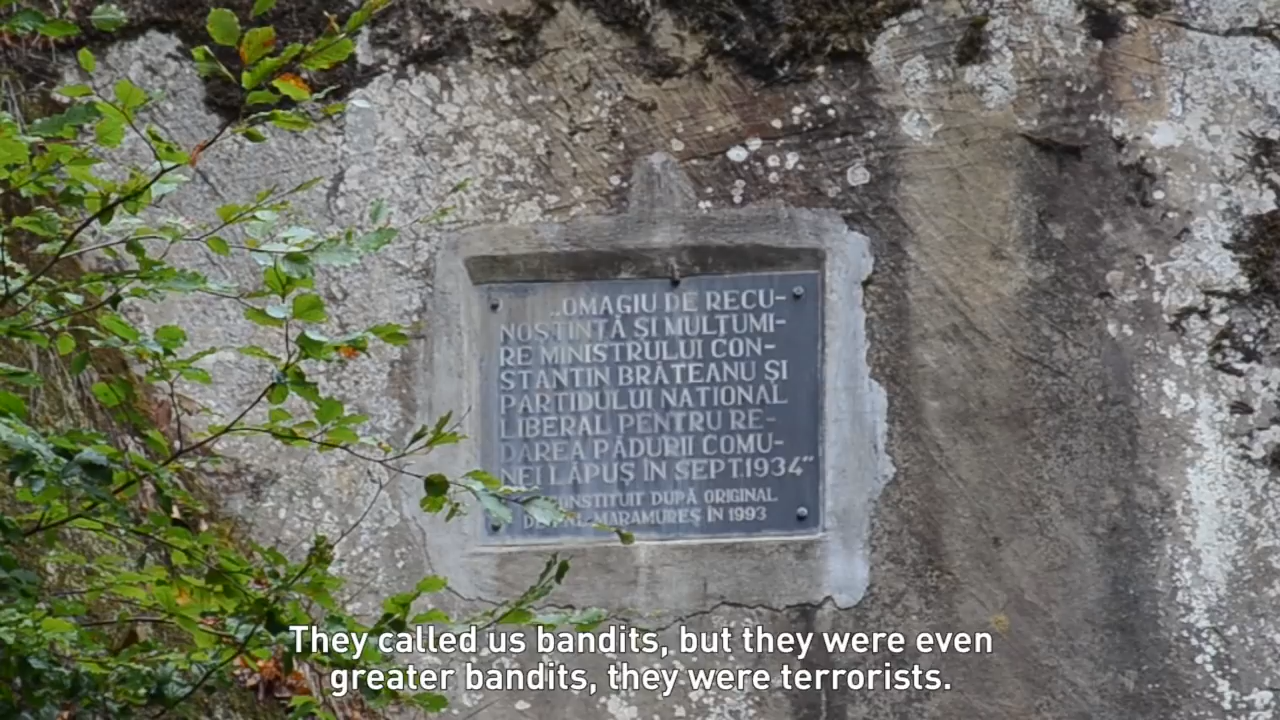 „OMAGIU DE RECU-
NOȘTINȚĂ ȘI MULȚUMI-
RE MINISTRULUI CON-
STANTIN BRĂTEANU ȘI
PARTIDULUI NAȚIONAL
LIBERAL PENTRU RE-
DAREA PĂDURII COMU-
NEI LĂPUȘ ÎN SEPT.1934”
DUPĂ ORIGINAL
MARAMUREȘ ÎN 1993
They called us bandits, but they were even
greater bandits, they were terrorists.